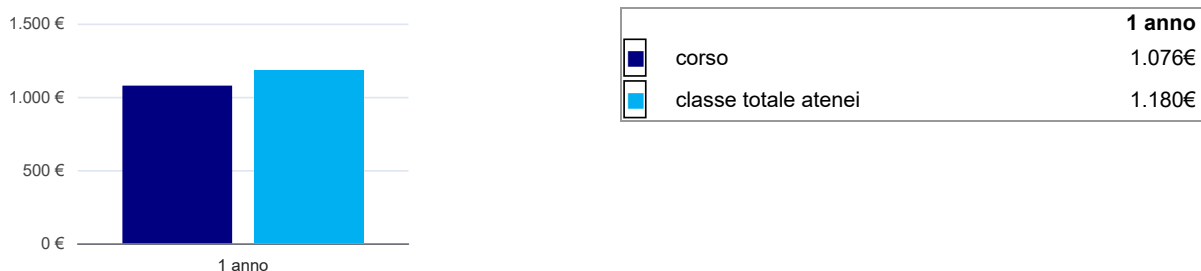 1.500 €
1.000 €
500 €
0 €
1 anno
1 anno
corso 1.076€
classe totale atenei 1.180€